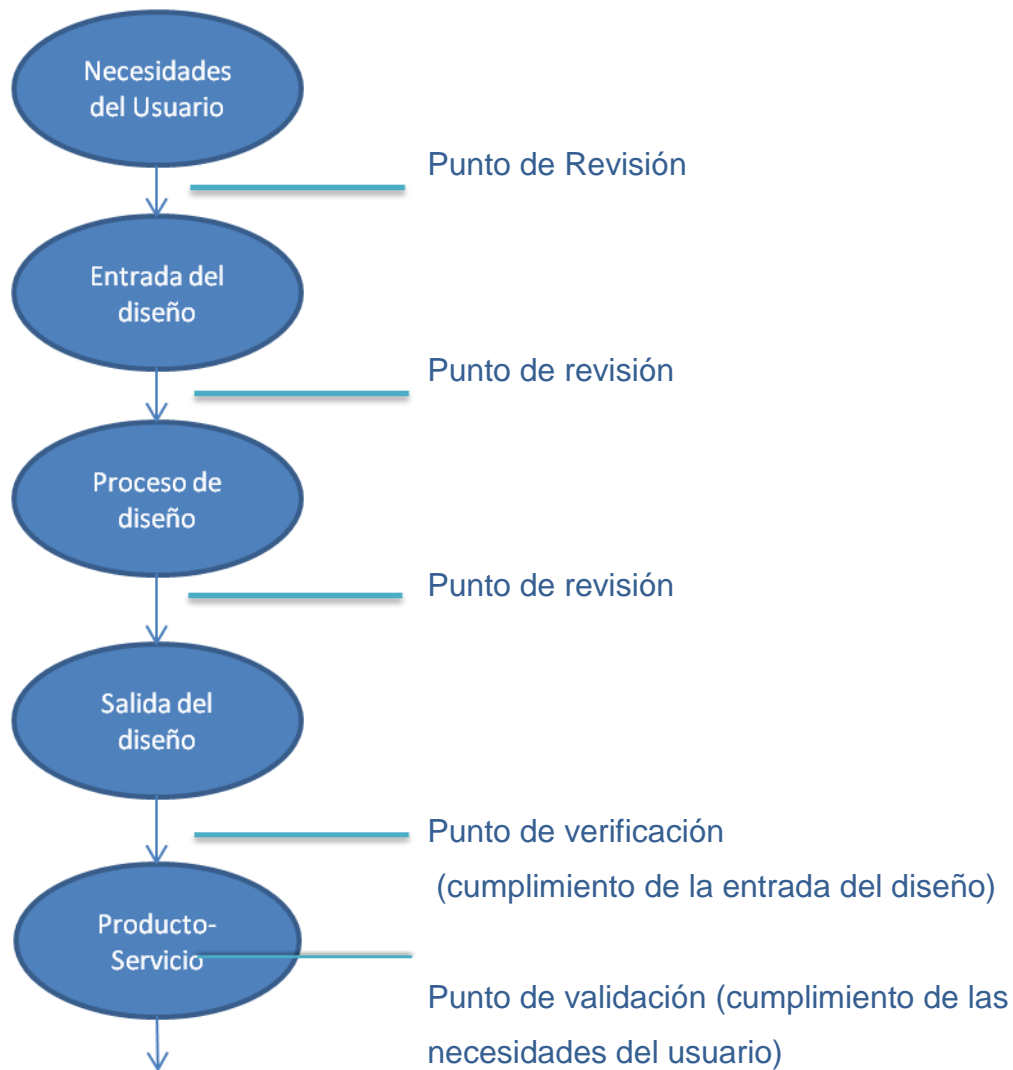 Necesidades
del Usuario
Punto de Revisión
Entrada del
diseño
Punto de revisión
Proceso de
diseño
Punto de revisión
Salida del
diseño
Punto de verificación
(cumplimiento de la entrada del diseño)
Producto-
Servicio
Punto de validación (cumplimiento de las
necesidades del usuario)